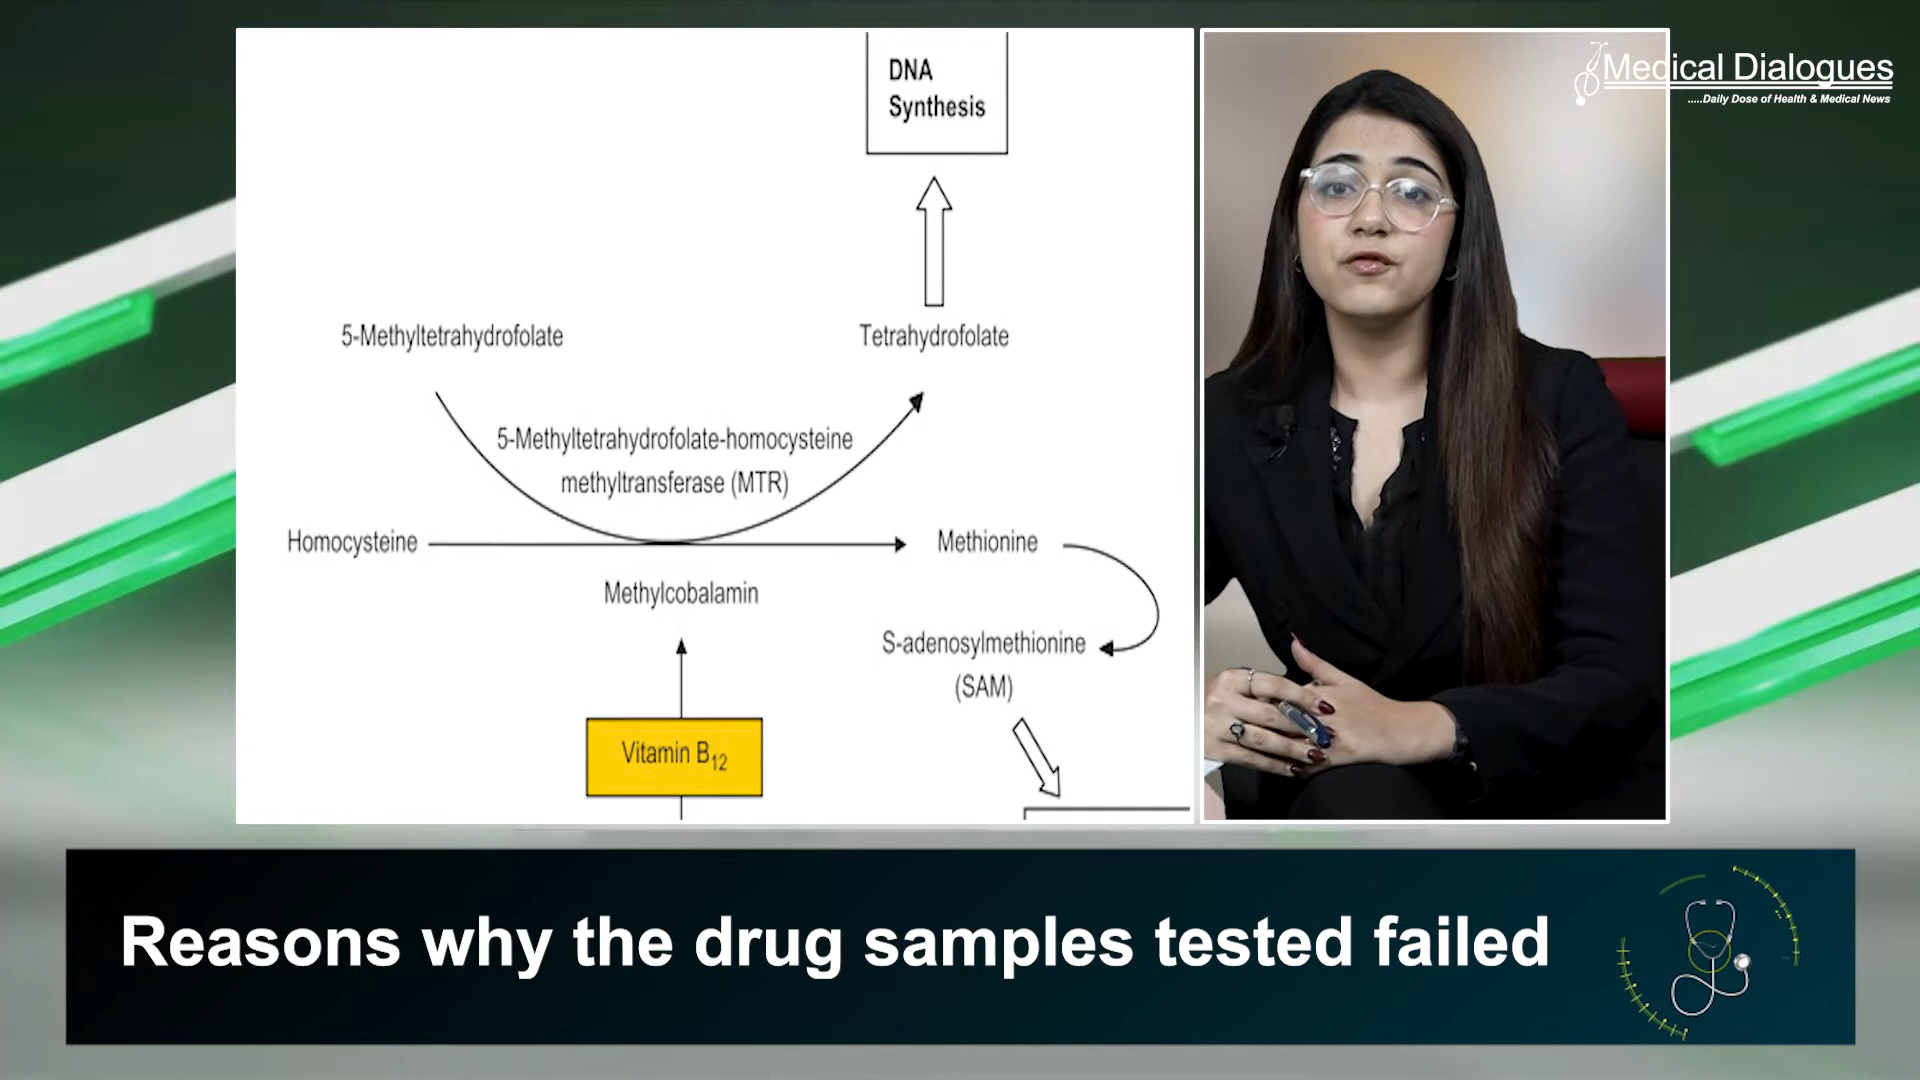 DNA
Synthesis
5-Methyltetrahydrofolate
Tetrahydrofolate
5-Methyltetrahydrofolate-homocysteine
methyltransferase (MTR)
Homocysteine
Methionine
Methylcobalamin
S-adenosylmethionine
(SAM)
Vitamin B₁₂
Medical Dialogues
.....Daily Dose of Health & Medical News
Reasons why the drug samples tested failed